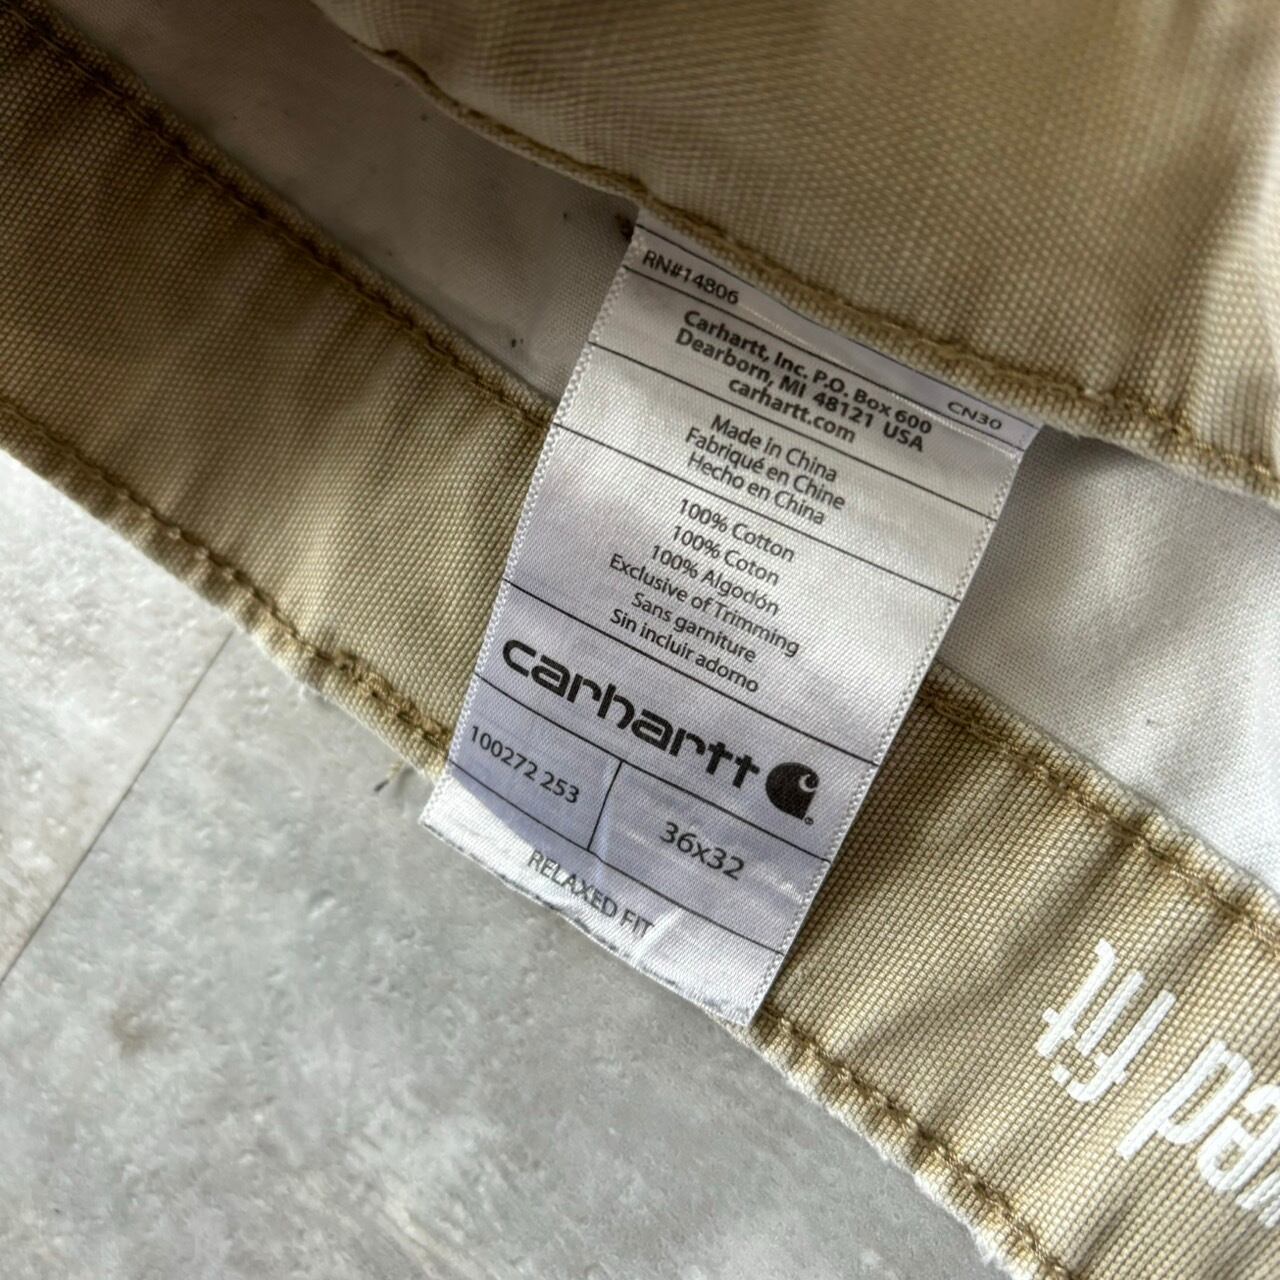 RN#14806 CN30
Carhartt, Inc. P.O. Box 600
Dearborn, MI 48121 USA
carhartt.com
Made in China
Fabriqué en Chine
Hecho en China
100% Cotton
100% Coton
100% Algodón
Exclusive of Trimming
Sans garniture
Sin incluir adorno
carhartt
100272 253
36x32
RELAXED FIT
fit